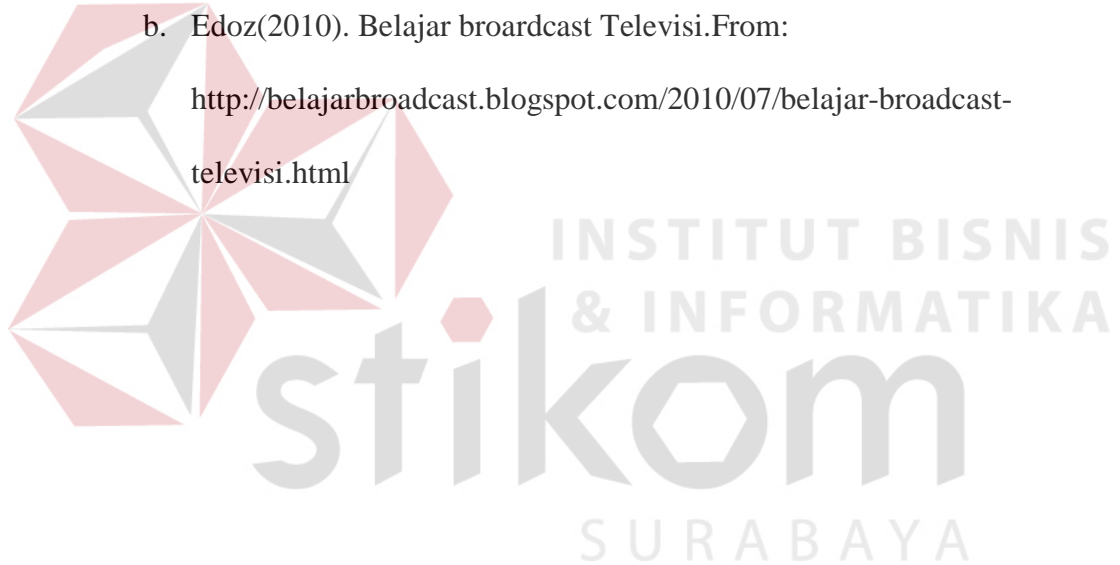 b. Edoz(2010). Belajar broardcast Televisi.From:
http://belajarbroadcast.blogspot.com/2010/07/belajar-broadcast-
televisi.html
INSTITUT BISNIS
& INFORMATIKA
stikom
SURABAYA